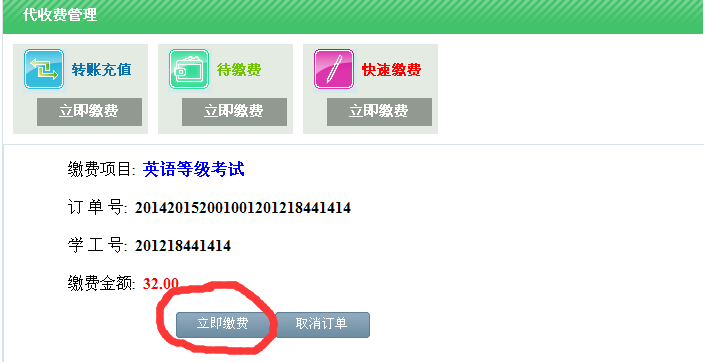 代收费管理
转账充值 待缴费 快速缴费
立即缴费 立即缴费 立即缴费
缴费项目: 英语等级考试
订 单 号: 201420152001001201218441414
学 工 号: 201218441414
缴费金额: 32.00
立即缴费 取消订单